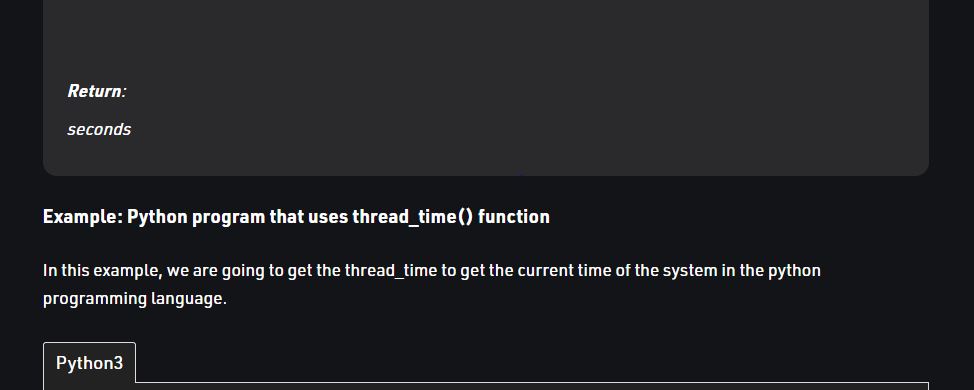 Return:
seconds
Example: Python program that uses thread_time() function
In this example, we are going to get the thread_time to get the current time of the system in the python
programming language.
Python3